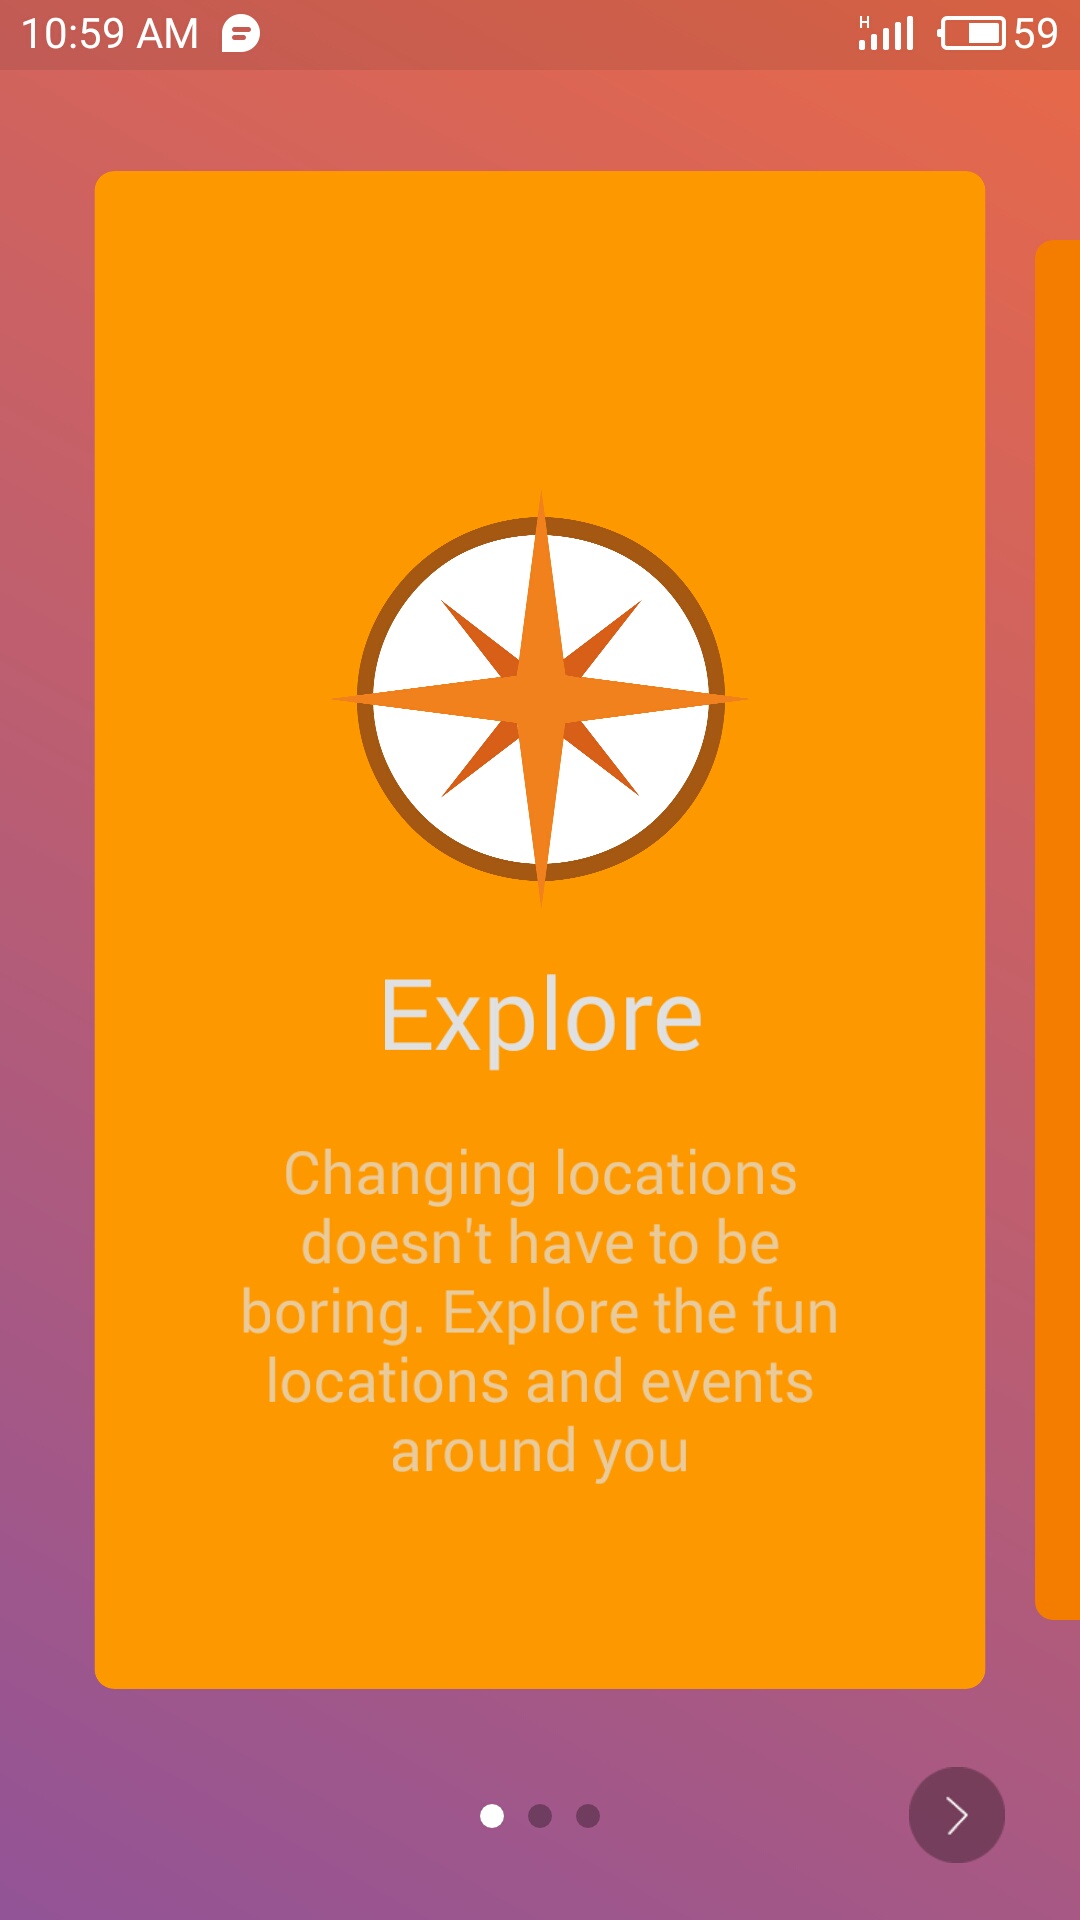 10:59 AM
H
59
Explore
Changing locations
doesn't have to be
boring. Explore the fun
locations and events
around you